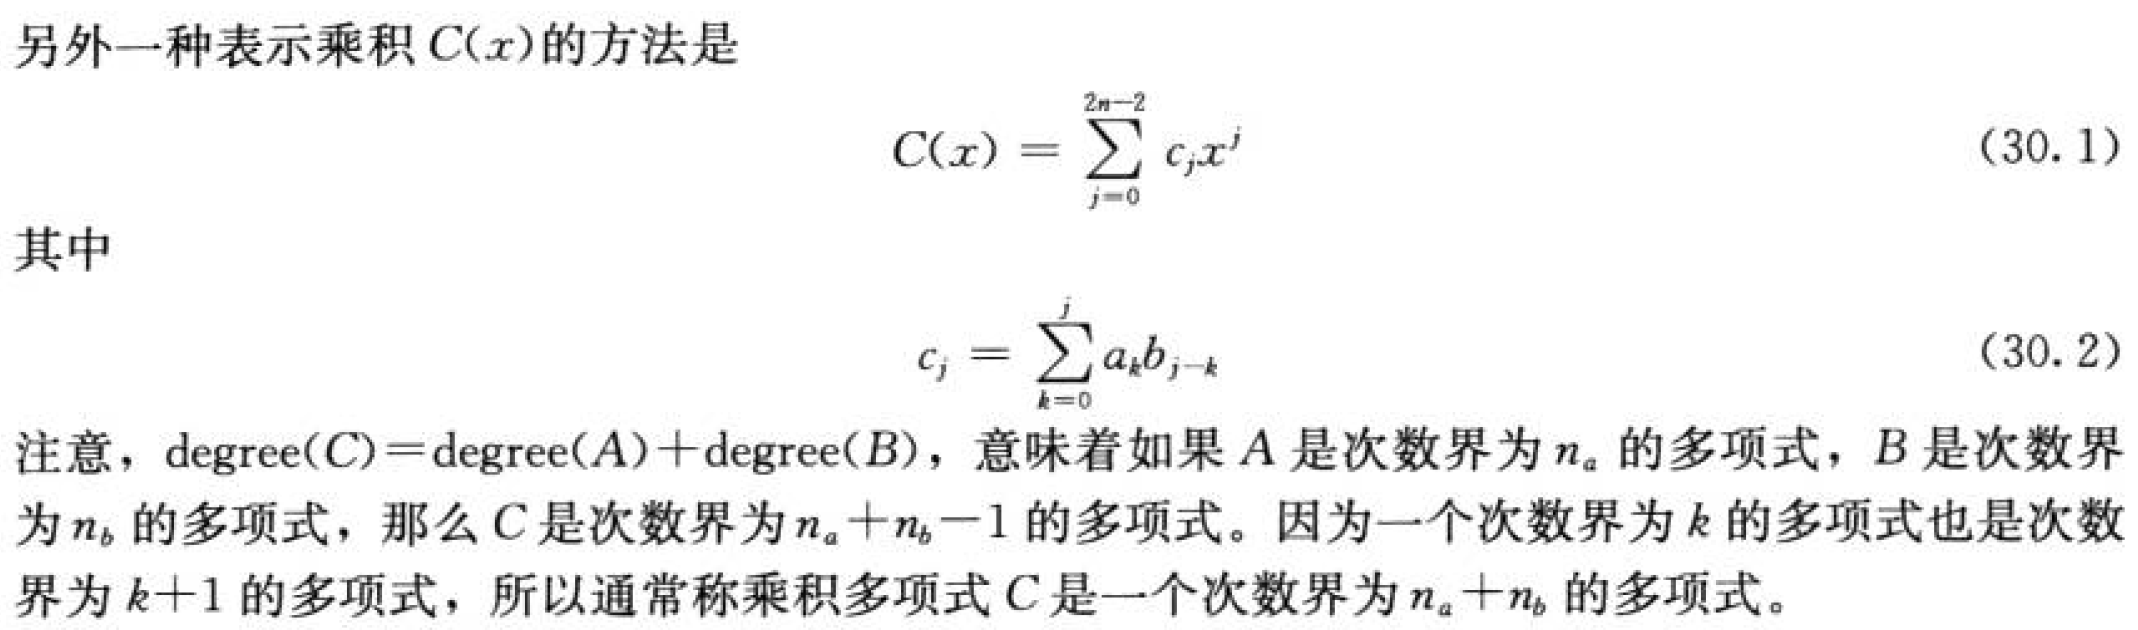 另外一种表示乘积 C(x)的方法是
C(x) = \sum_{j=0}^{2n-2} c_j x^j (30.1)
其中
c_j = \sum_{k=0}^{j} a_k b_{j-k} (30.2)
注意，degree(C)=degree(A)+degree(B)，意味着如果 A 是次数界为 n_a 的多项式，B 是次数界
为 n_b 的多项式，那么 C 是次数界为 n_a+n_b-1 的多项式。因为一个次数界为 k 的多项式也是次数
界为 k+1 的多项式，所以通常称乘积多项式 C 是一个次数界为 n_a+n_b 的多项式。